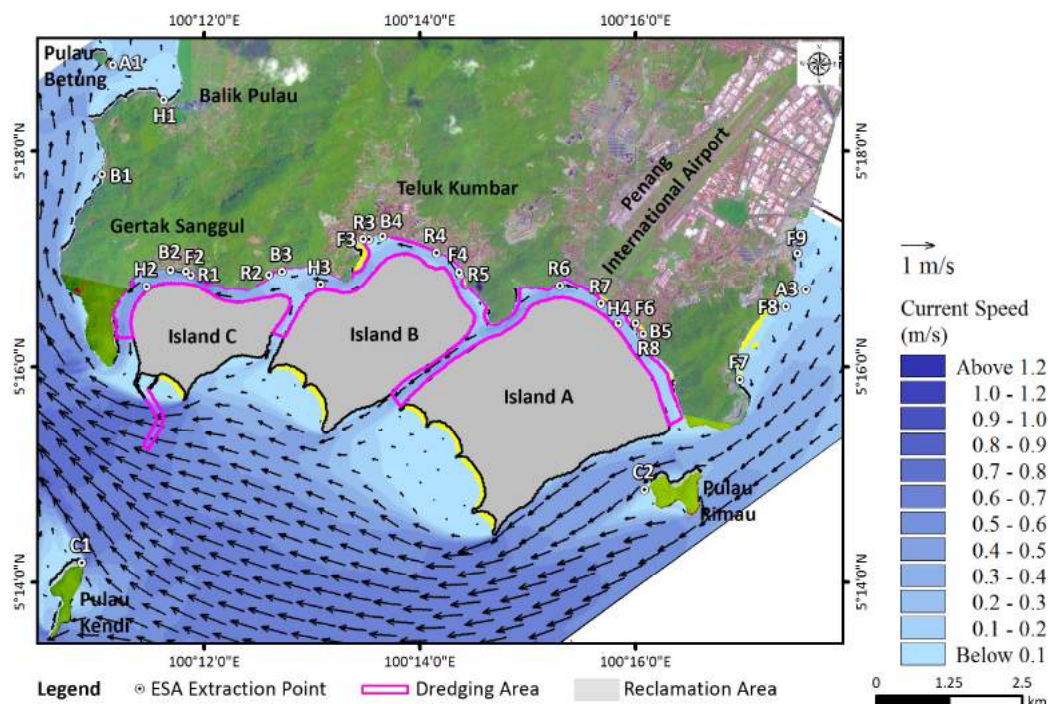 100°12'0"E 100°14'0"E 100°16'0"E
Pulau
Betung
A1
H1
Balik Pulau
N
5°18'0"N
5°18'0"N
B1
Teluk Kumbar
Penang
International Airport
Gertak Sanggul
R3 B4
F3
R4
F4
R5
B2 F2
H2
R1
R2
B3
H3
R6
R7
H4
F6
B5
R8
F9
A3
F8
F7
Island C
Island B
Island A
5°16'0"N
5°16'0"N
C2
Pulau
Rimau
C1
Pulau
Kendi
5°14'0"N
5°14'0"N
100°12'0"E 100°14'0"E 100°16'0"E
1 m/s
Current Speed
(m/s)
Above 1.2
1.0 - 1.2
0.9 - 1.0
0.8 - 0.9
0.7 - 0.8
0.6 - 0.7
0.5 - 0.6
0.4 - 0.5
0.3 - 0.4
0.2 - 0.3
0.1 - 0.2
Below 0.1
0 1.25 2.5
km
Legend ESA Extraction Point Dredging Area Reclamation Area